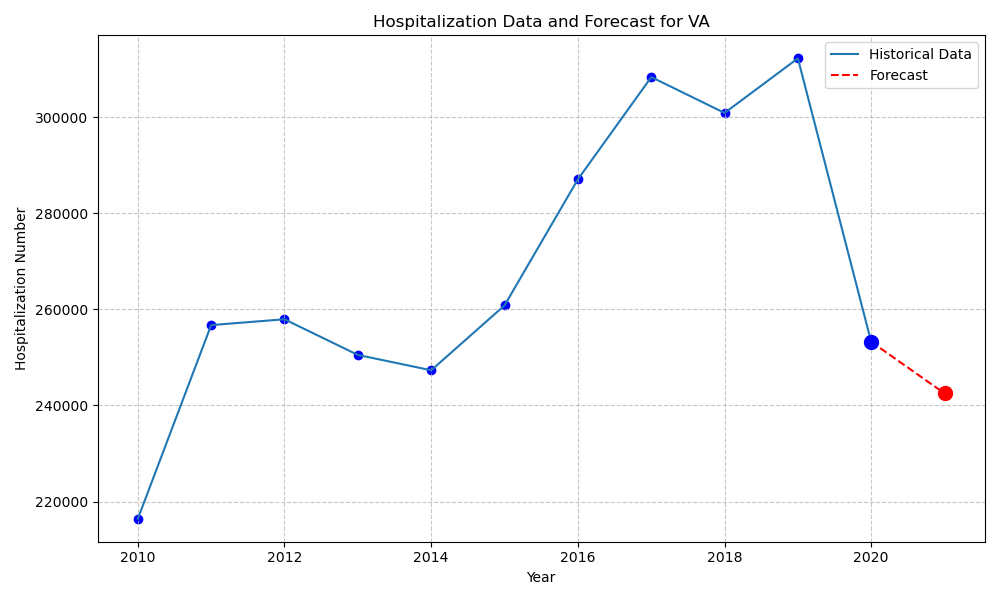 Hospitalization Data and Forecast for VA
Historical Data
Forecast
Hospitalization Number
300000
280000
260000
240000
220000
2010
2012
2014
2016
2018
2020
Year